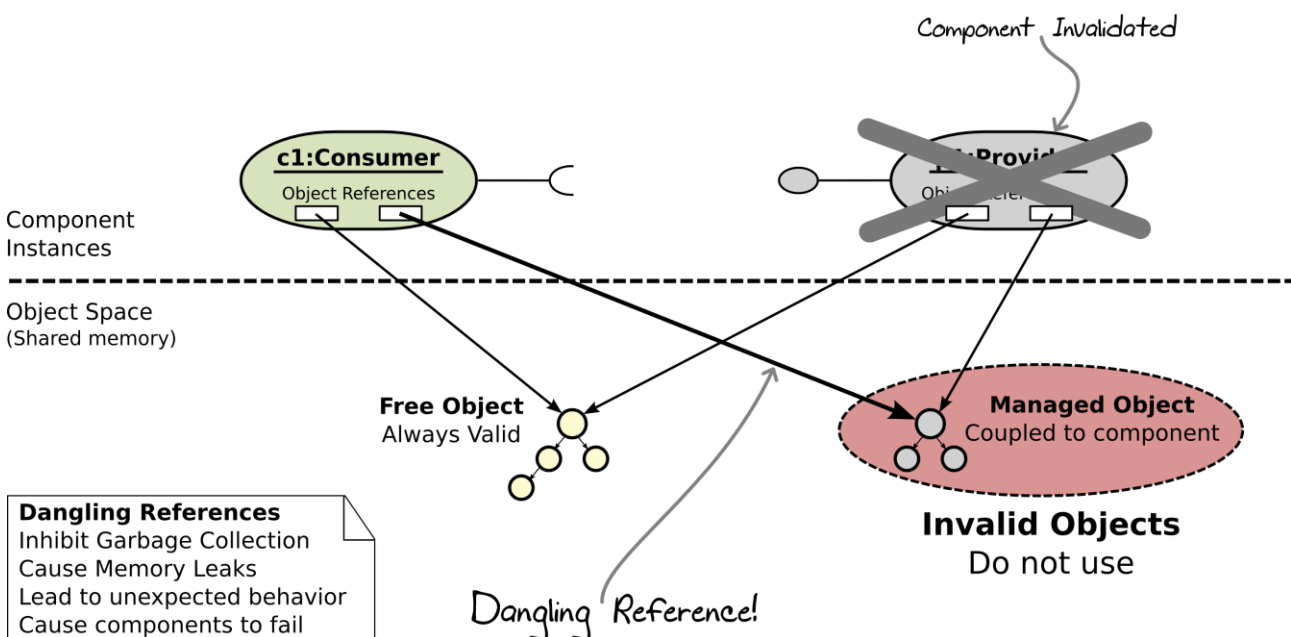 Component Invalidated
c1:Consumer
Object References
Component
Instances
Object Space
(Shared memory)
Free Object
Always Valid
Managed Object
Coupled to component
Invalid Objects
Do not use
Dangling References
Inhibit Garbage Collection
Cause Memory Leaks
Lead to unexpected behavior
Cause components to fail
Dangling Reference!